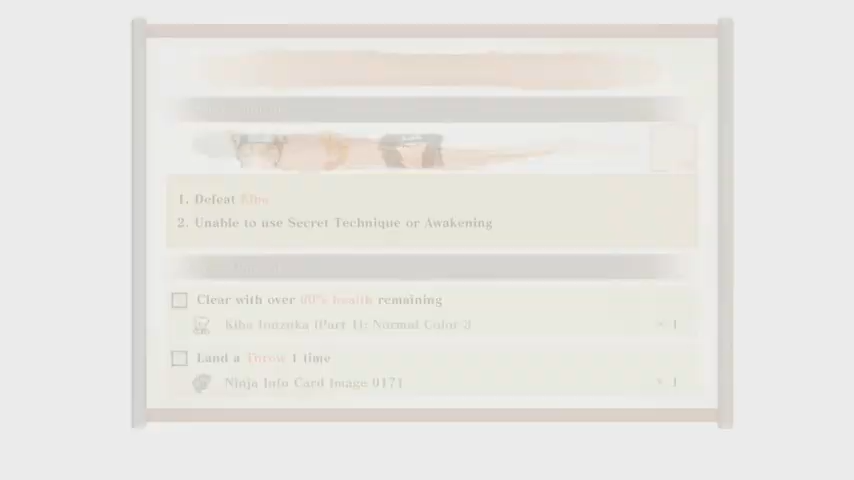 1. Defeat Kiba
2. Unable to use Secret Technique or Awakening
Clear with over 60% health remaining
Kiba Inuzuka (Part 1): Normal Color 2
× 1
Land a Throw 1 time
Ninja Info Card Image 0171
× 1